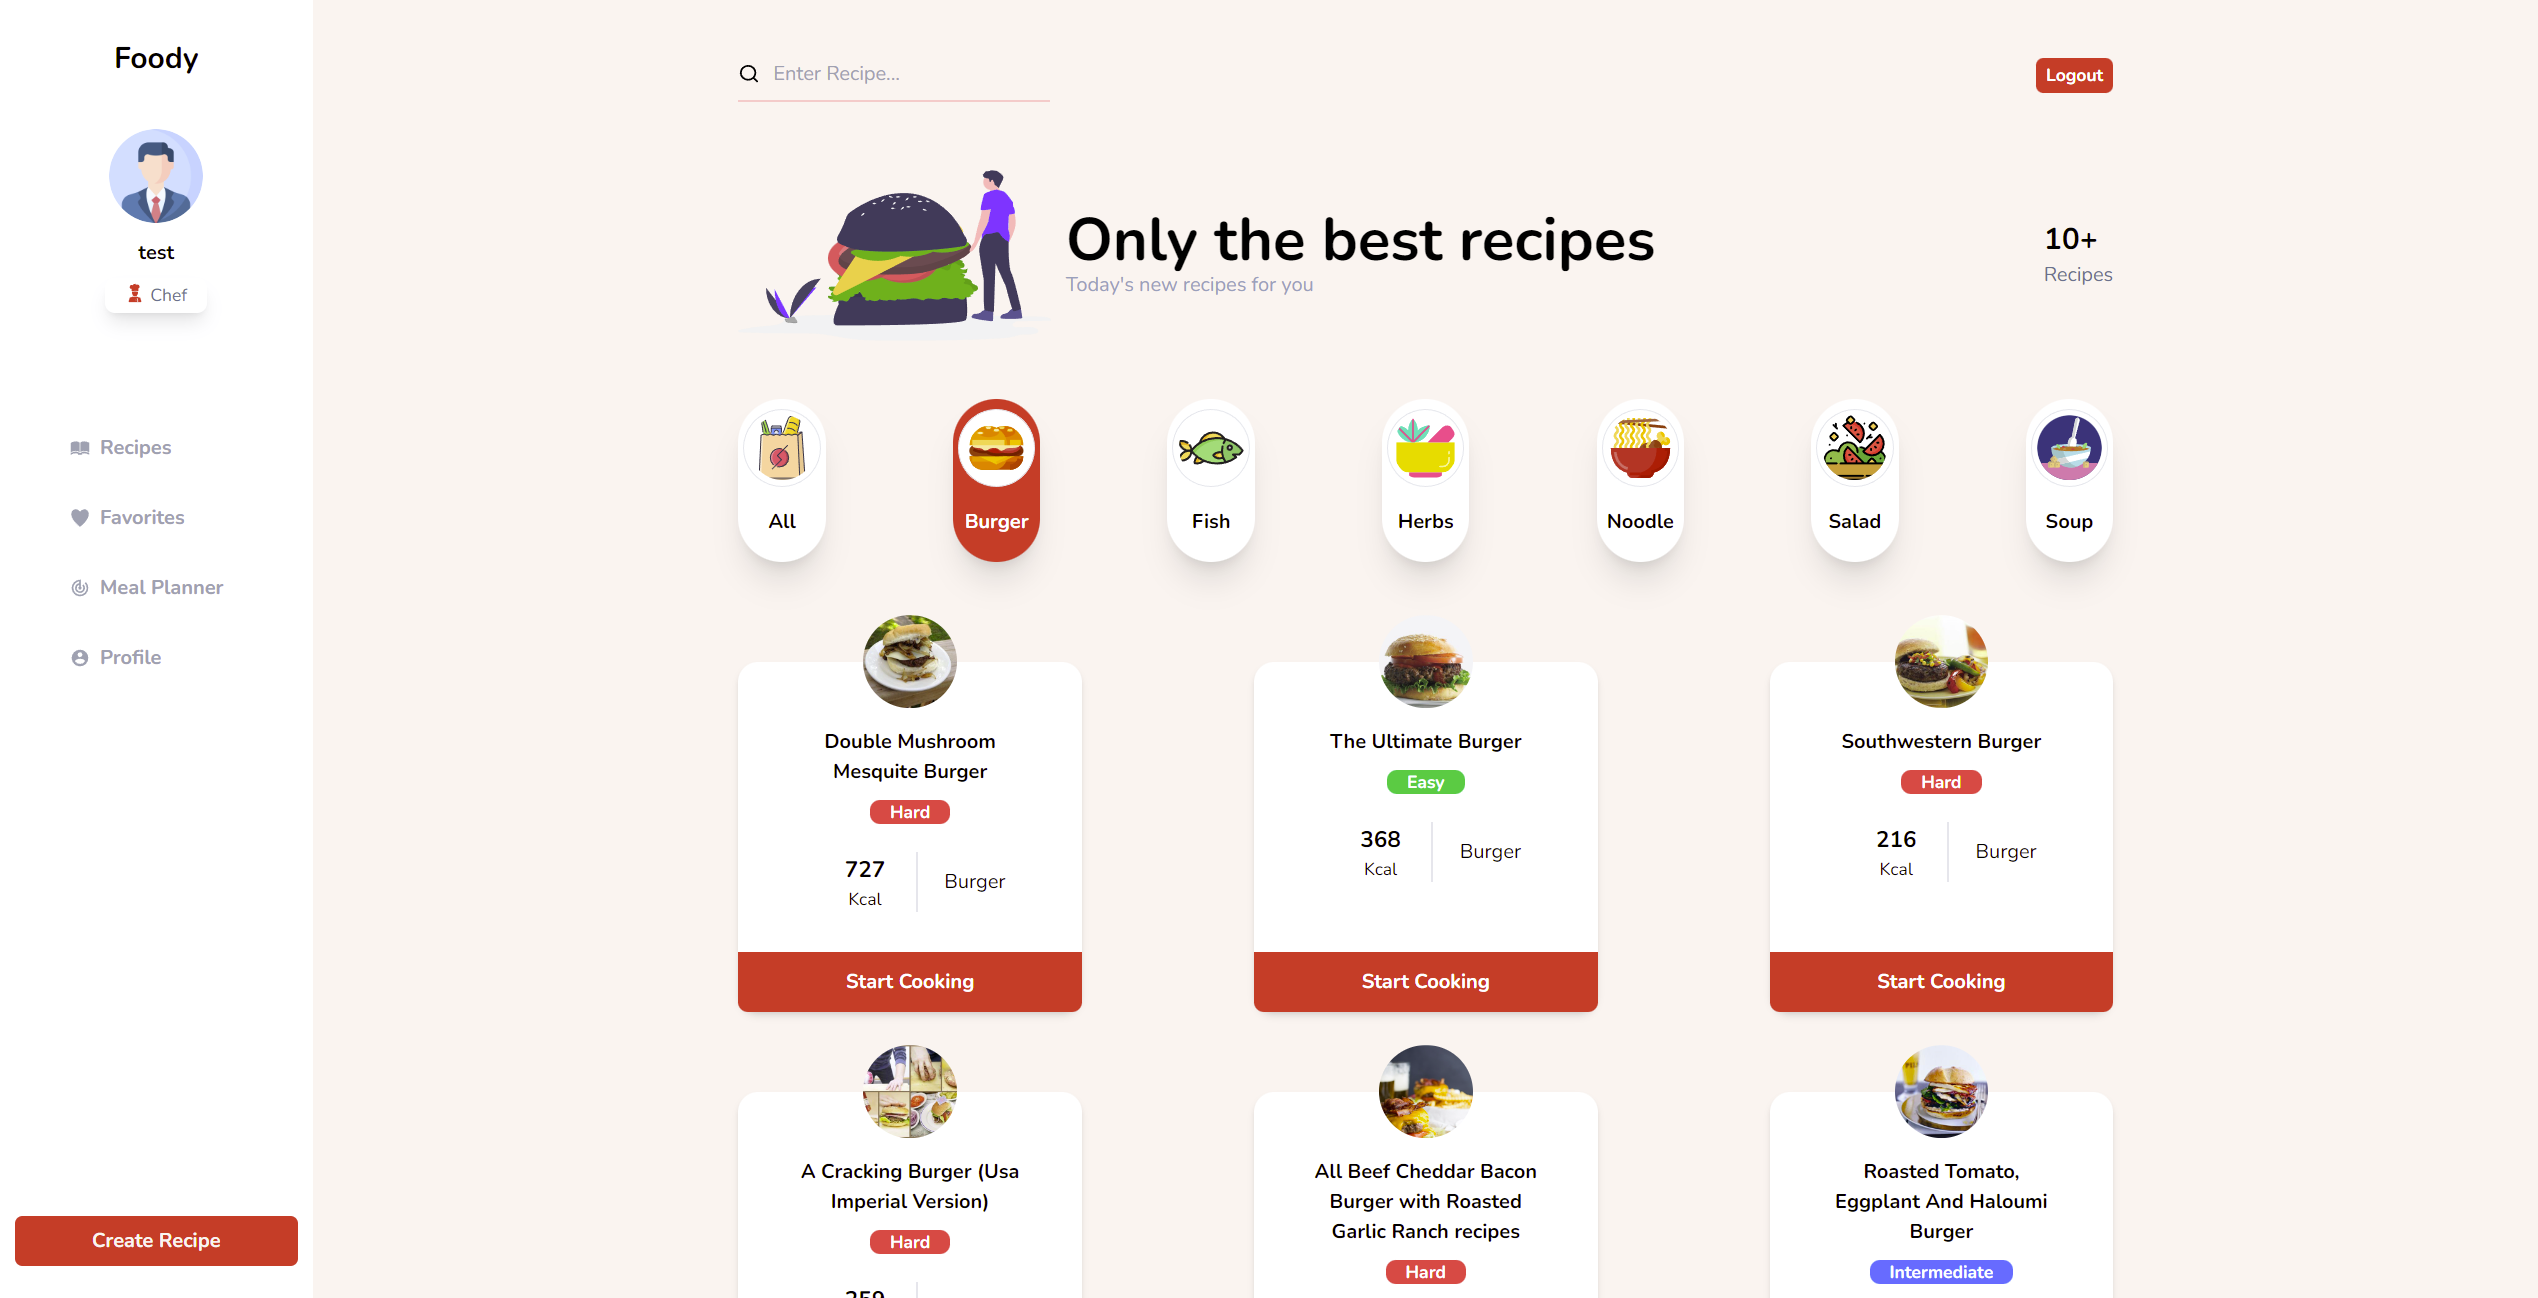 Foody
test
Chef
Recipes
Favorites
Meal Planner
Profile
Create Recipe
Enter Recipe...
Logout
Only the best recipes
Today's new recipes for you
10+
Recipes
All
Burger
Fish
Herbs
Noodle
Salad
Soup
Double Mushroom
Mesquite Burger
Hard
727
Kcal
Burger
Start Cooking
The Ultimate Burger
Easy
368
Kcal
Burger
Start Cooking
Southwestern Burger
Hard
216
Kcal
Burger
Start Cooking
A Cracking Burger (Usa
Imperial Version)
Hard
259
All Beef Cheddar Bacon
Burger with Roasted
Garlic Ranch recipes
Hard
Roasted Tomato,
Eggplant And Haloumi
Burger
Intermediate